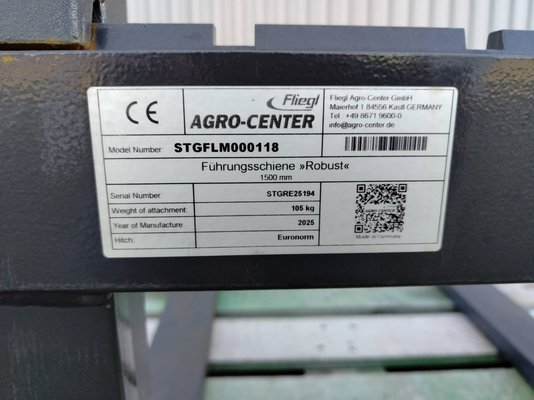 CE
Fliegl
AGRO-CENTER
Fliegl Agro-Center GmbH
Maierhof 1 84556 Kastl GERMANY
Tel. +49 8671 9600-0
info@agro-center.de
Model Number: STGFLM000118
Führungsschiene »Robust«
1500 mm
Serial Number STGRE25194
Weight of attachment 105 kg
Year of Manufacture 2025
Hitch Euronorm
Made in Germany